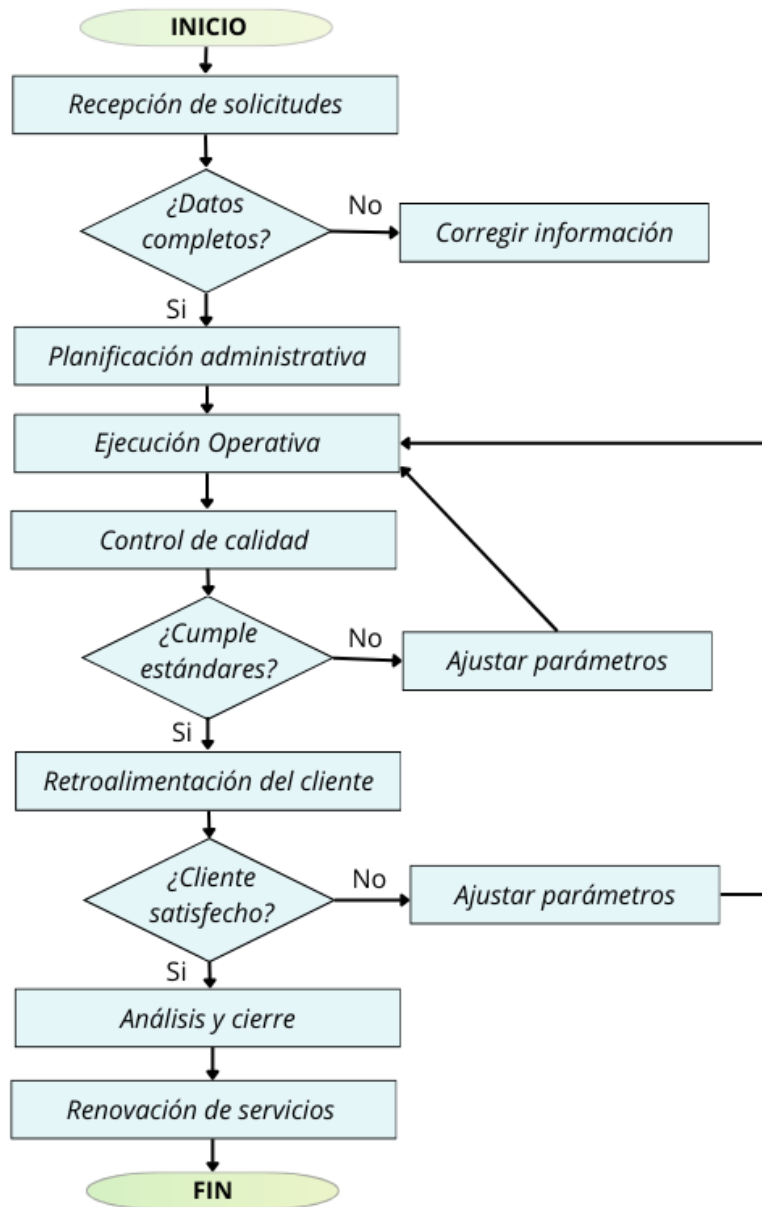 INICIO
Recepción de solicitudes
¿Datos
completos?
No
Corregir información
Si
Planificación administrativa
Ejecución Operativa
Control de calidad
¿Cumple
estándares?
No
Ajustar parámetros
Si
Retroalimentación del cliente
¿Cliente
satisfecho?
No
Ajustar parámetros
Si
Análisis y cierre
Renovación de servicios
FIN